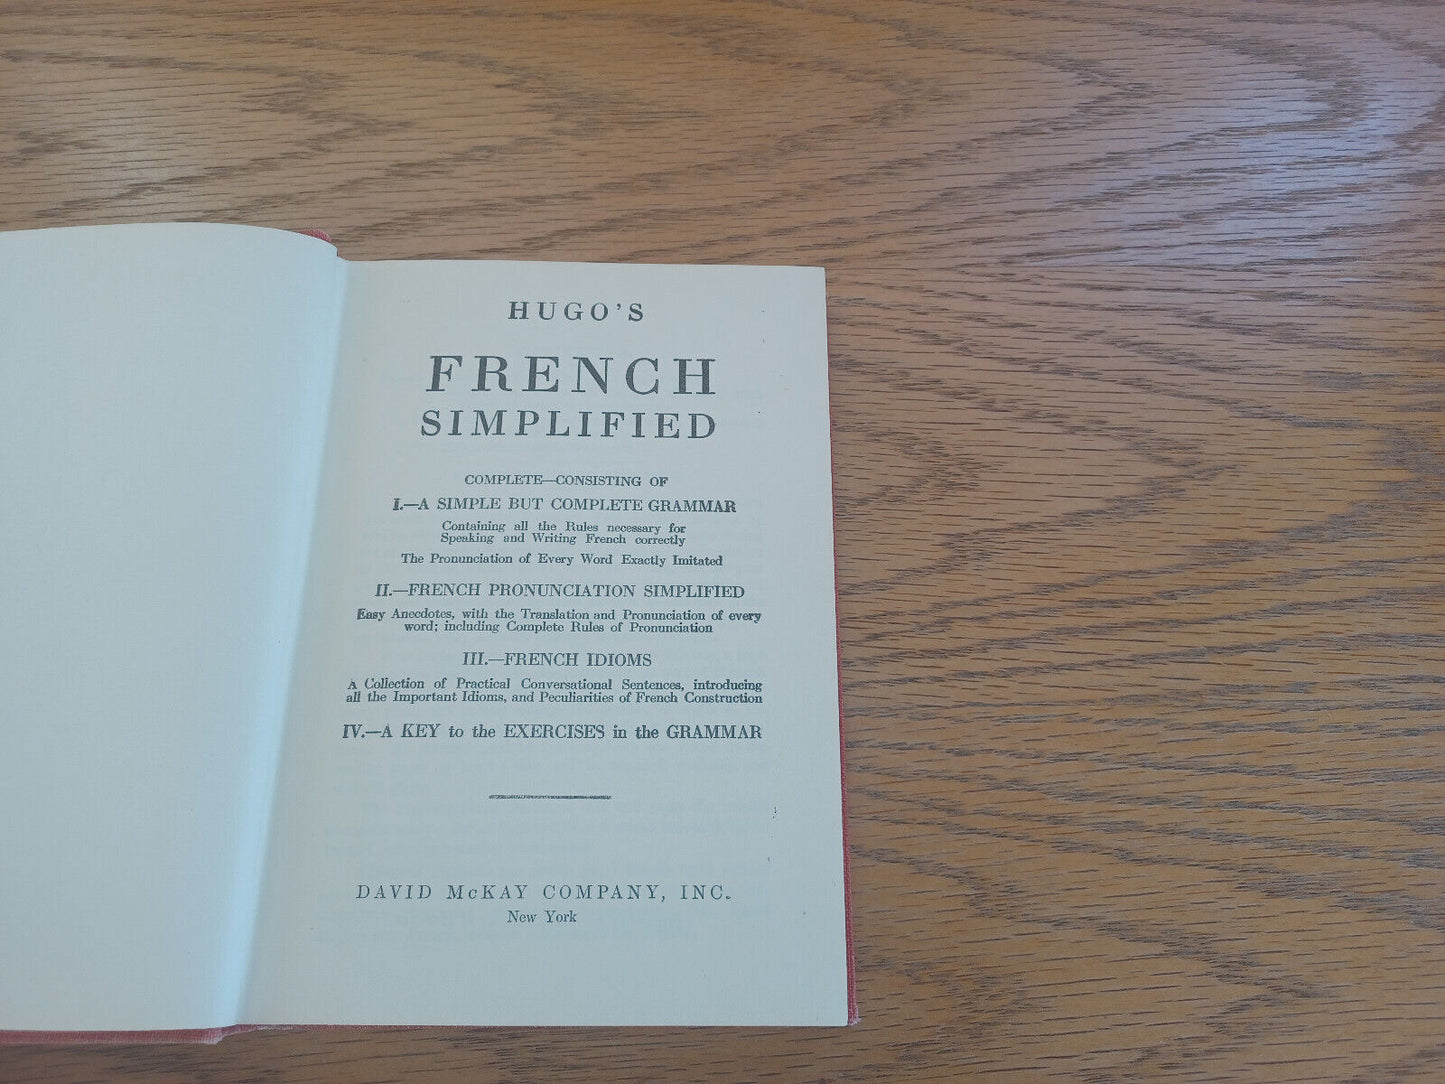 HUGO'S
FRENCH
SIMPLIFIED
COMPLETE—CONSISTING OF
I.—A SIMPLE BUT COMPLETE GRAMMAR
Containing all the Rules necessary for
Speaking and Writing French correctly
The Pronunciation of Every Word Exactly Imitated
II.—FRENCH PRONUNCIATION SIMPLIFIED
Easy Anecdotes, with the Translation and Pronunciation of every
word; including Complete Rules of Pronunciation
III.—FRENCH IDIOMS
A Collection of Practical Conversational Sentences, introducing
all the Important Idioms, and Peculiarities of French Construction
IV.—A KEY to the EXERCISES in the GRAMMAR
DAVID McKAY COMPANY, INC.
New York